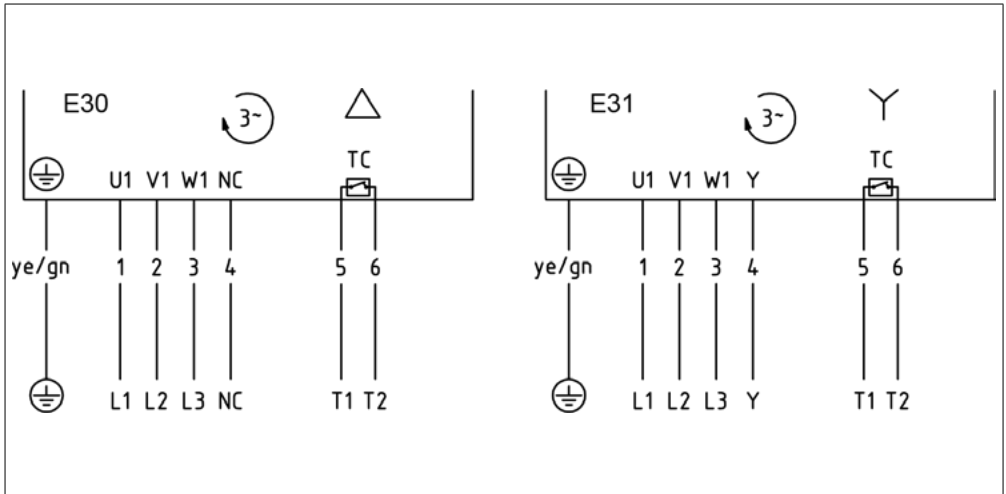 E30 3~
TC
U1 V1 W1 NC
ye/gn 1 2 3 4 5 6
L1 L2 L3 NC T1 T2
E31 3~ Y
TC
U1 V1 W1 Y
ye/gn 1 2 3 4 5 6
L1 L2 L3 Y T1 T2